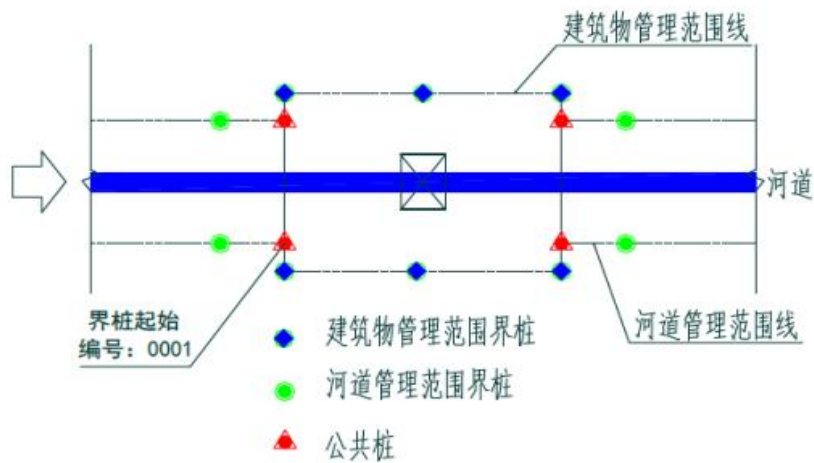 建筑物管理范围线
河道
界桩起始
编号：0001
河道管理范围线
建筑物管理范围界桩
河道管理范围界桩
公共桩